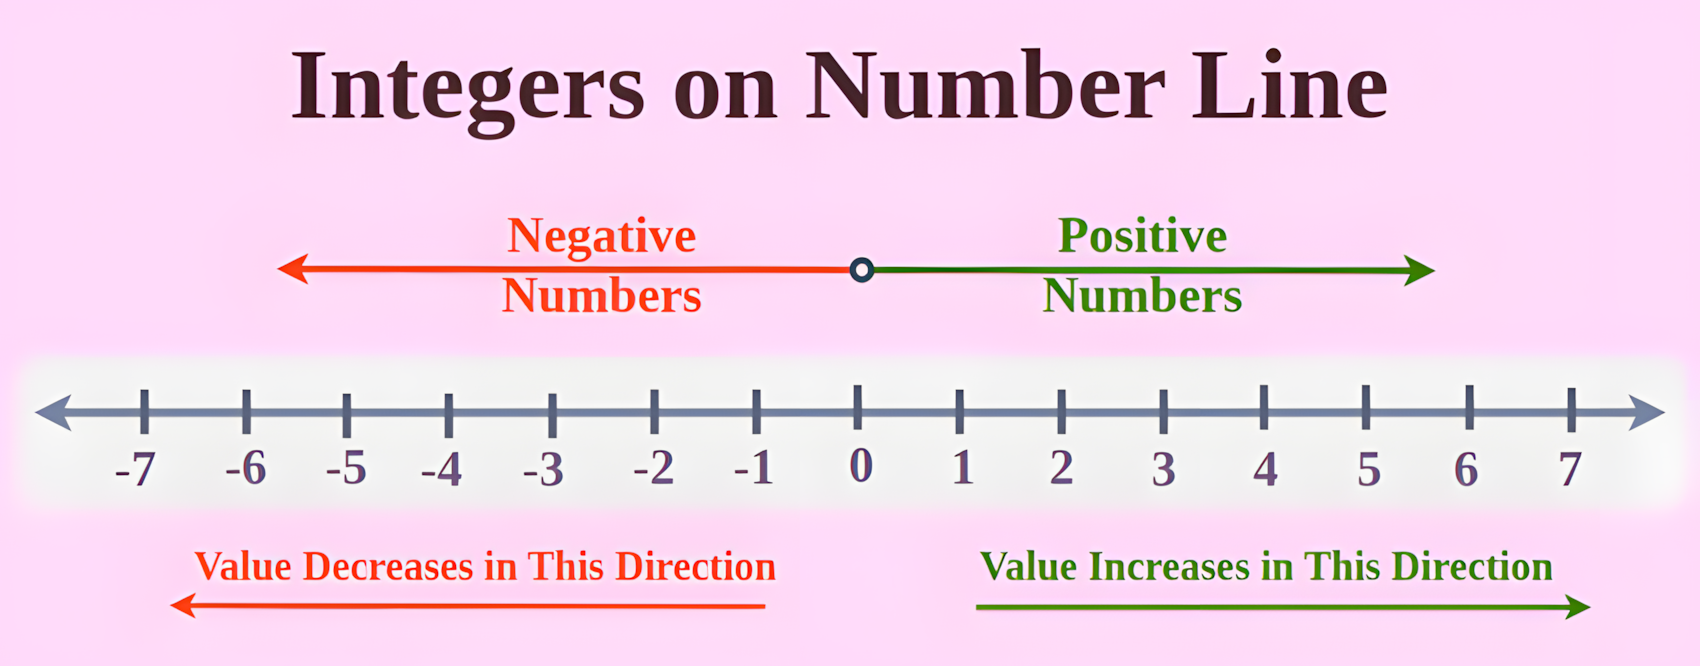 Integers on Number Line
Negative
Numbers
Positive
Numbers
-7 -6 -5 -4 -3 -2 -1 0 1 2 3 4 5 6 7
Value Decreases in This Direction
Value Increases in This Direction